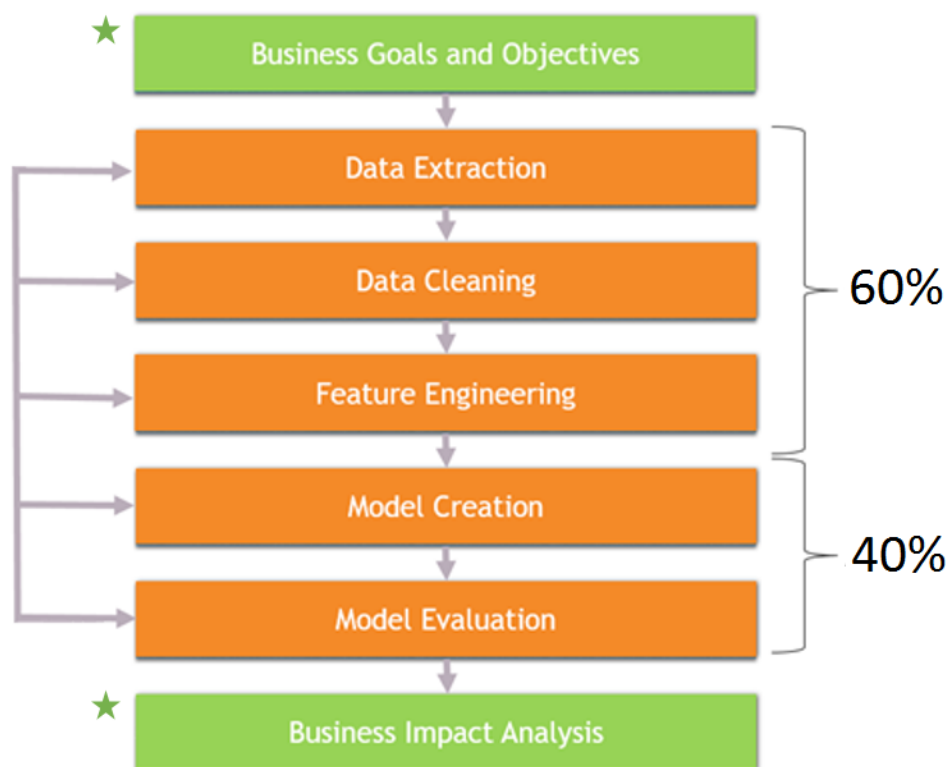 Business Goals and Objectives
Data Extraction
Data Cleaning
60%
Feature Engineering
Model Creation
40%
Model Evaluation
Business Impact Analysis